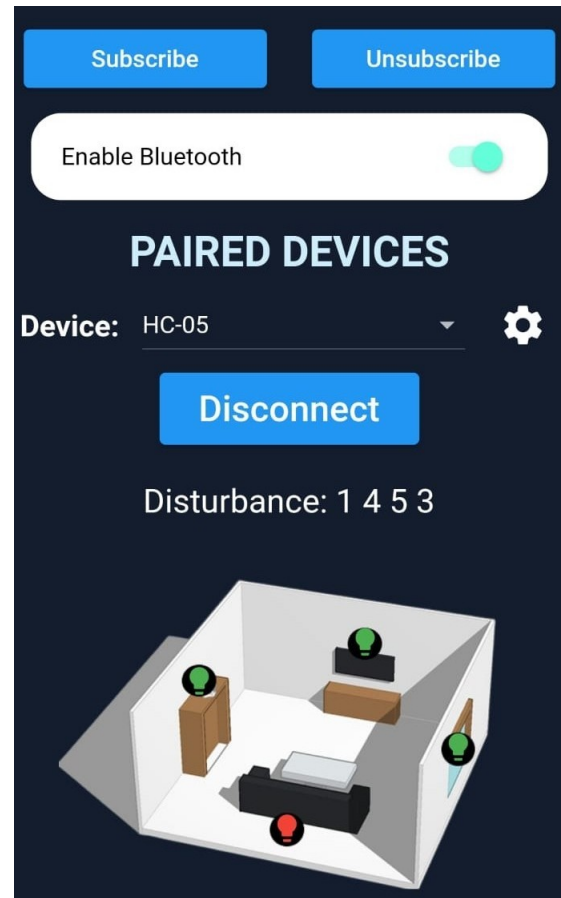 Subscribe
Unsubscribe
Enable Bluetooth
PAIRED DEVICES
Device: HC-05
Disconnect
Disturbance: 1 4 5 3